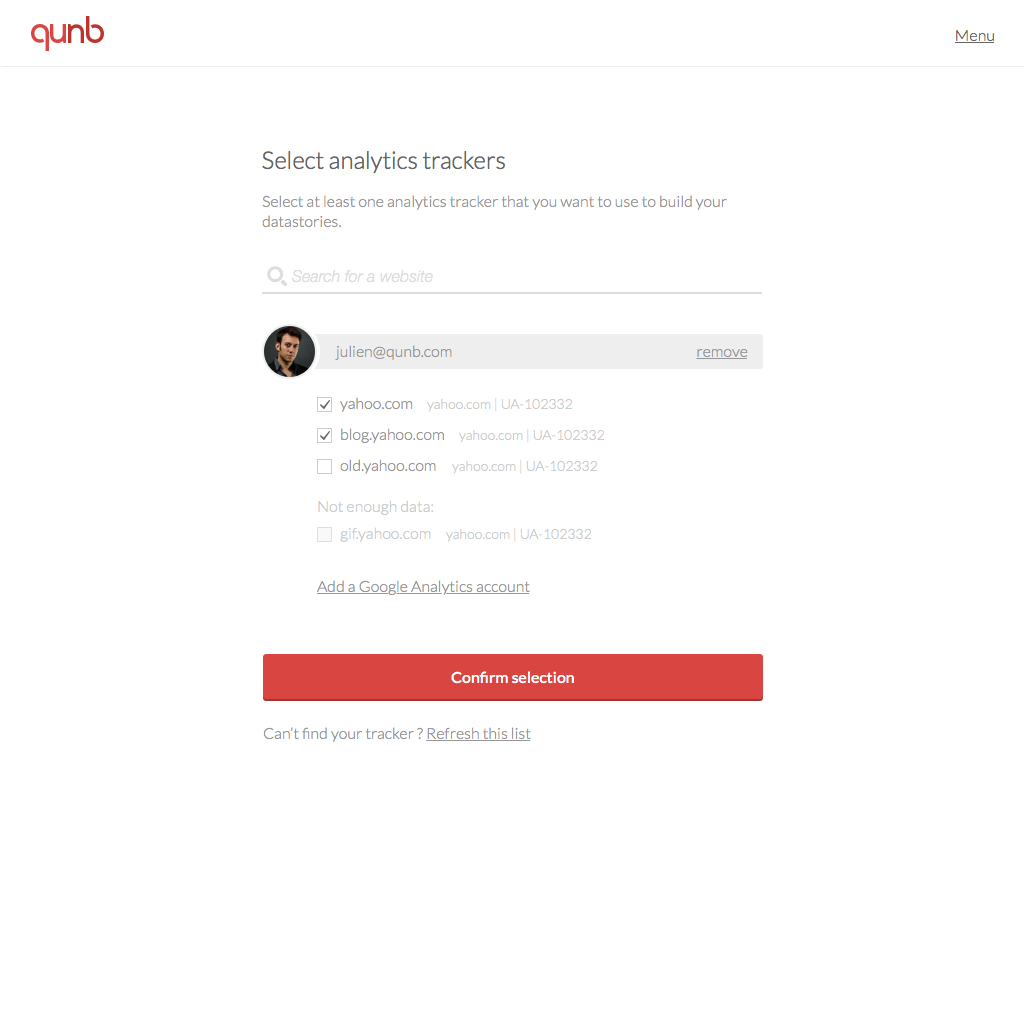 qunb
Menu
Select analytics trackers
Select at least one analytics tracker that you want to use to build your
datastories.
Search for a website
julien@qunb.com remove
yahoo.com yahoo.com | UA-102332
blog.yahoo.com yahoo.com | UA-102332
old.yahoo.com yahoo.com | UA-102332
Not enough data:
gif.yahoo.com yahoo.com | UA-102332
Add a Google Analytics account
Confirm selection
Can't find your tracker ? Refresh this list